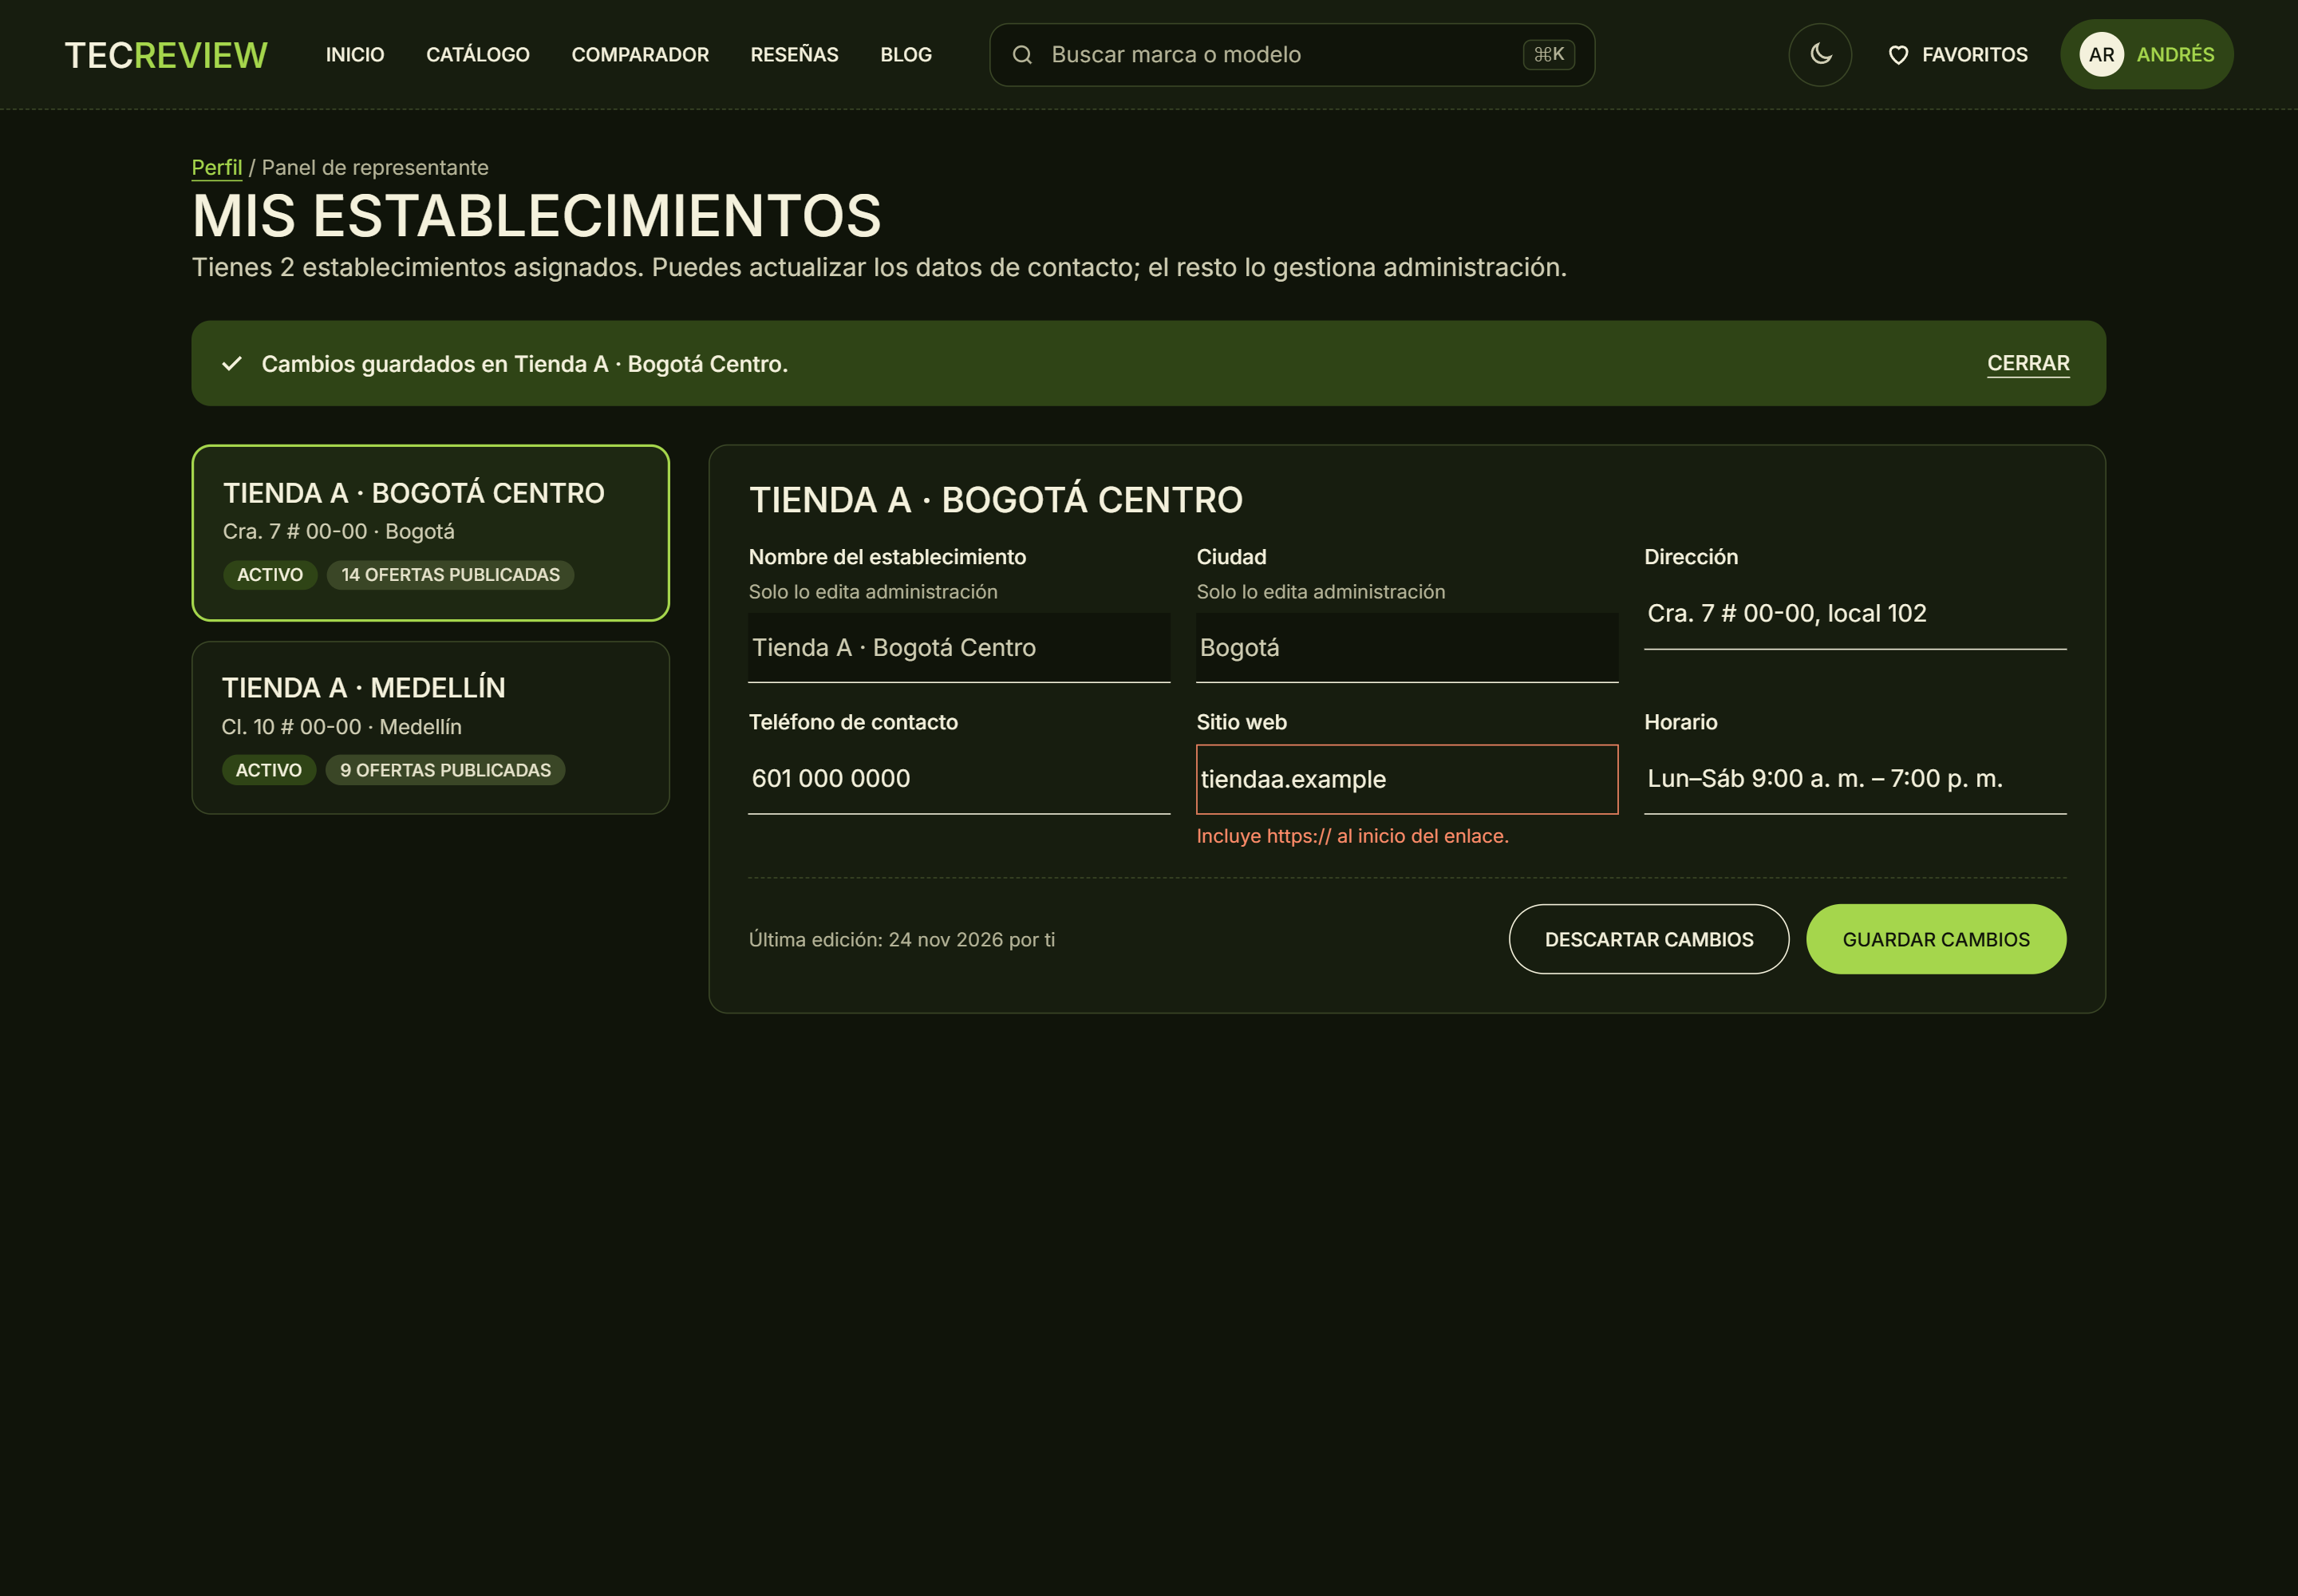 TECREVIEW
INICIO
CATÁLOGO
COMPARADOR
RESEÑAS
BLOG
Buscar marca o modelo
⌘K
FAVORITOS
AR
ANDRÉS
Perfil / Panel de representante
MIS ESTABLECIMIENTOS
Tienes 2 establecimientos asignados. Puedes actualizar los datos de contacto; el resto lo gestiona administración.
Cambios guardados en Tienda A · Bogotá Centro.
CERRAR
TIENDA A · BOGOTÁ CENTRO
Cra. 7 # 00-00 · Bogotá
ACTIVO
14 OFERTAS PUBLICADAS
TIENDA A · MEDELLÍN
Cl. 10 # 00-00 · Medellín
ACTIVO
9 OFERTAS PUBLICADAS
TIENDA A · BOGOTÁ CENTRO
Nombre del establecimiento
Solo lo edita administración
Tienda A · Bogotá Centro
Ciudad
Solo lo edita administración
Bogotá
Dirección
Cra. 7 # 00-00, local 102
Teléfono de contacto
601 000 0000
Sitio web
tiendaa.example
Incluye https:// al inicio del enlace.
Horario
Lun–Sáb 9:00 a. m. – 7:00 p. m.
Última edición: 24 nov 2026 por ti
DESCARTAR CAMBIOS
GUARDAR CAMBIOS